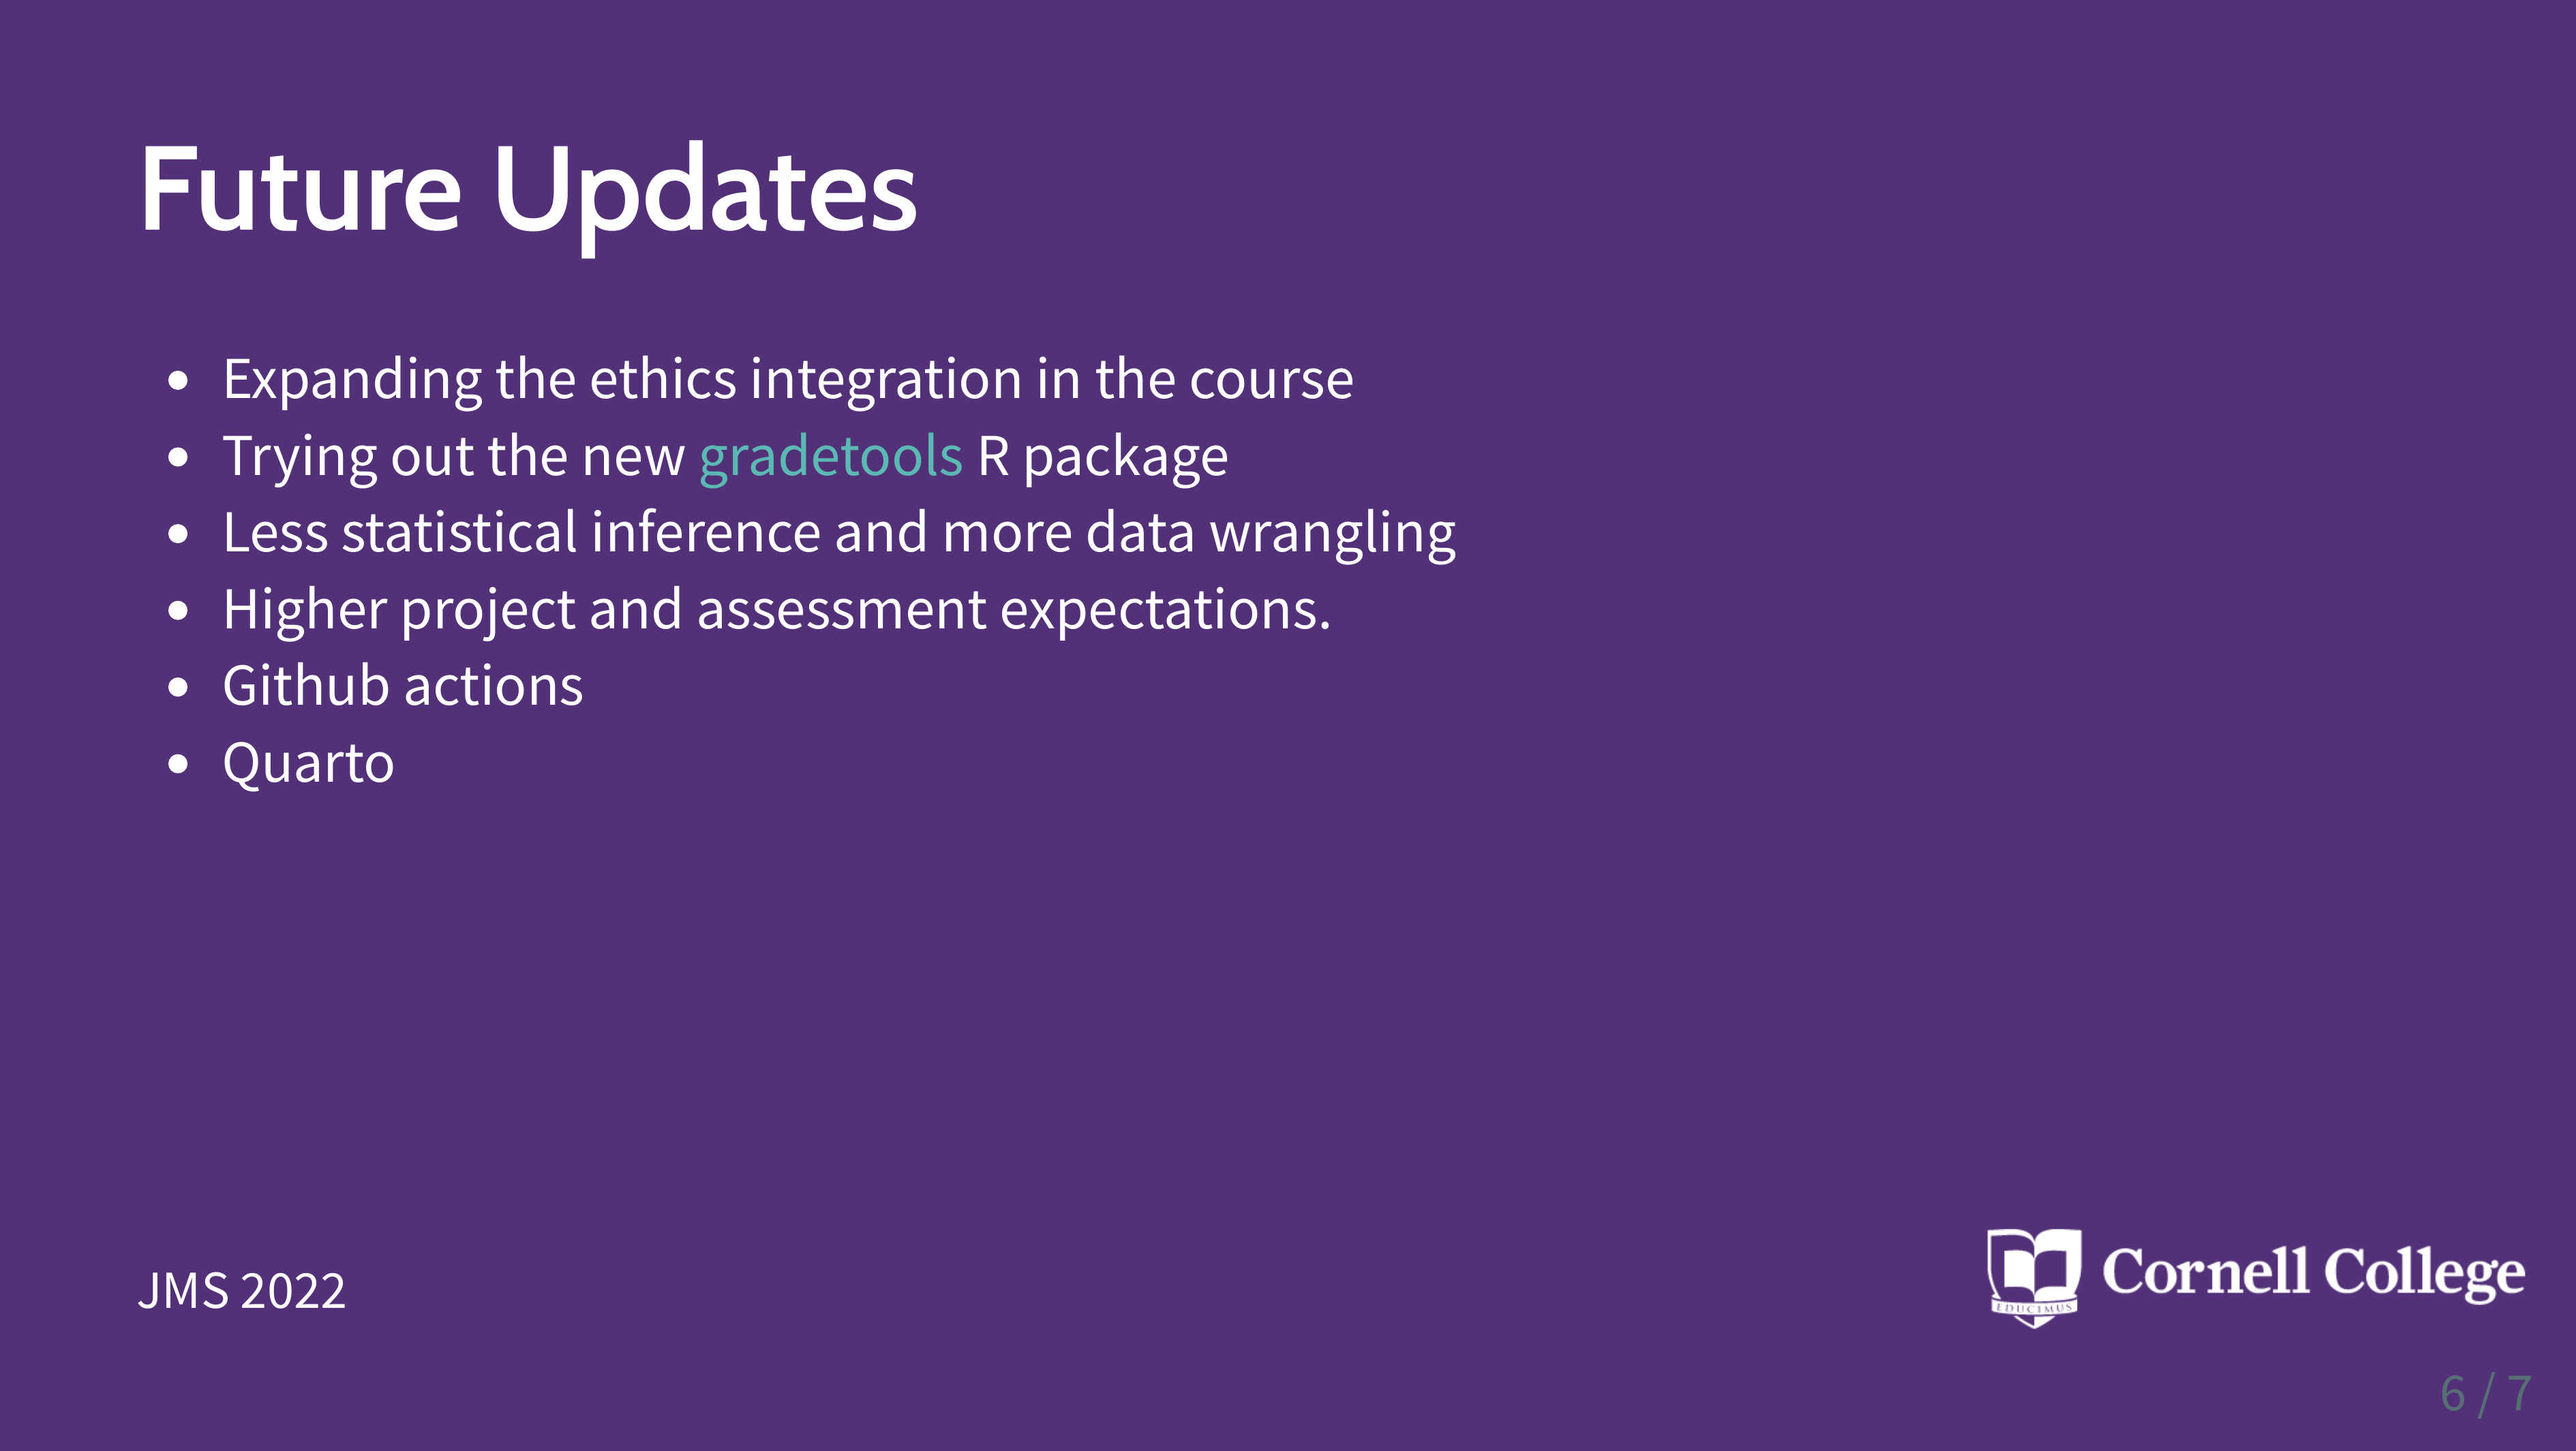 Future Updates
Expanding the ethics integration in the course
Trying out the new gradetools R package
Less statistical inference and more data wrangling
Higher project and assessment expectations.
Github actions
Quarto
JMS 2022
EDUCIMUS
Cornell College
6 / 7